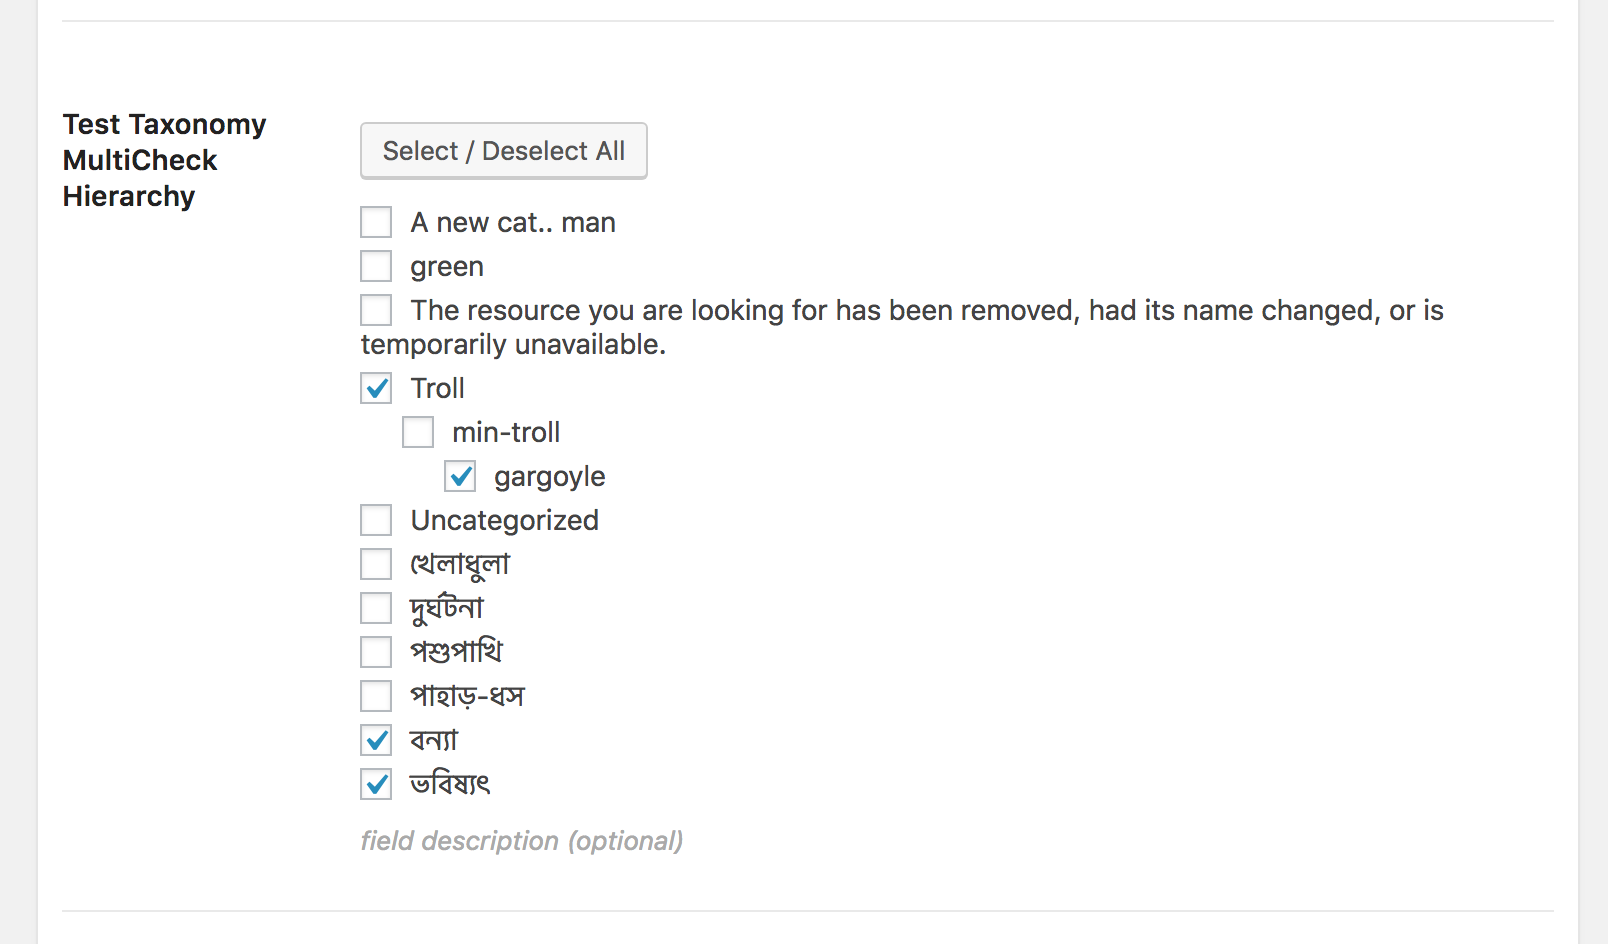 Test Taxonomy
MultiCheck
Hierarchy
Select / Deselect All
A new cat.. man
green
The resource you are looking for has been removed, had its name changed, or is
temporarily unavailable.
Troll
min-troll
gargoyle
Uncategorized
খেলাধুলা
দুর্ঘটনা
পশুপাখি
পাহাড়-ধস
বন্যা
ভবিষ্যৎ
field description (optional)